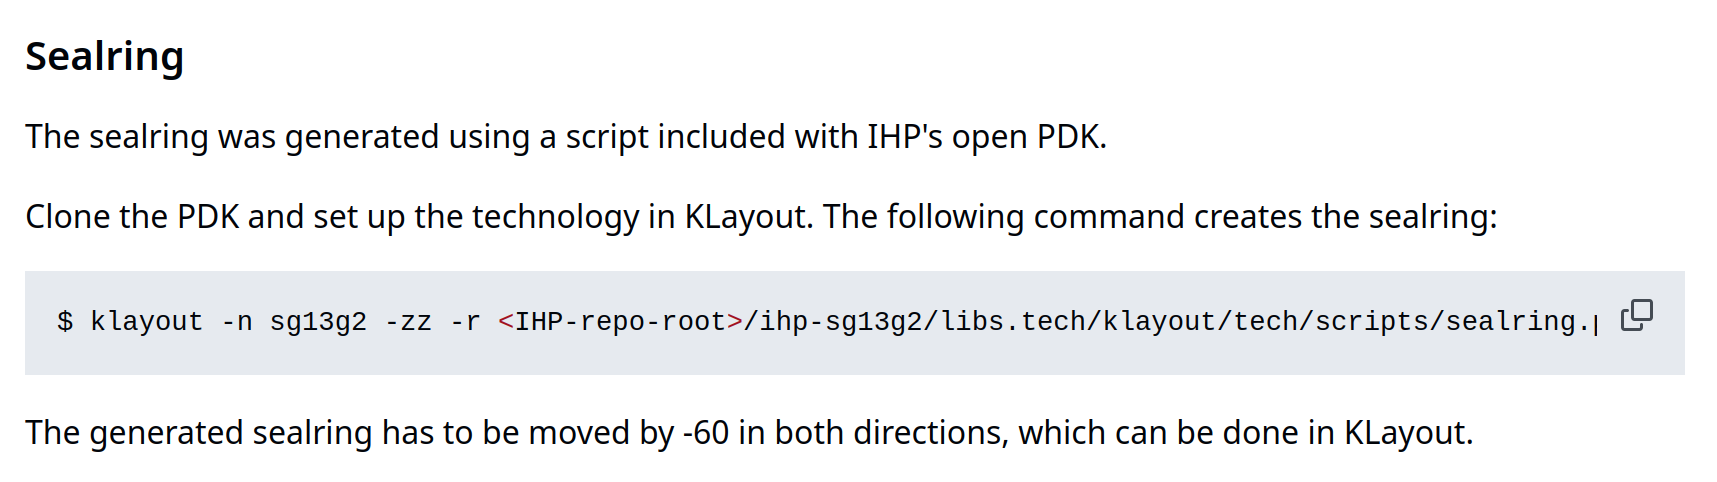 Sealring
The sealring was generated using a script included with IHP's open PDK.
Clone the PDK and set up the technology in KLayout. The following command creates the sealring:
$ klayout -n sg13g2 -zz -r <IHP-repo-root>/ihp-sg13g2/libs.tech/klayout/tech/scripts/sealring.
The generated sealring has to be moved by -60 in both directions, which can be done in KLayout.